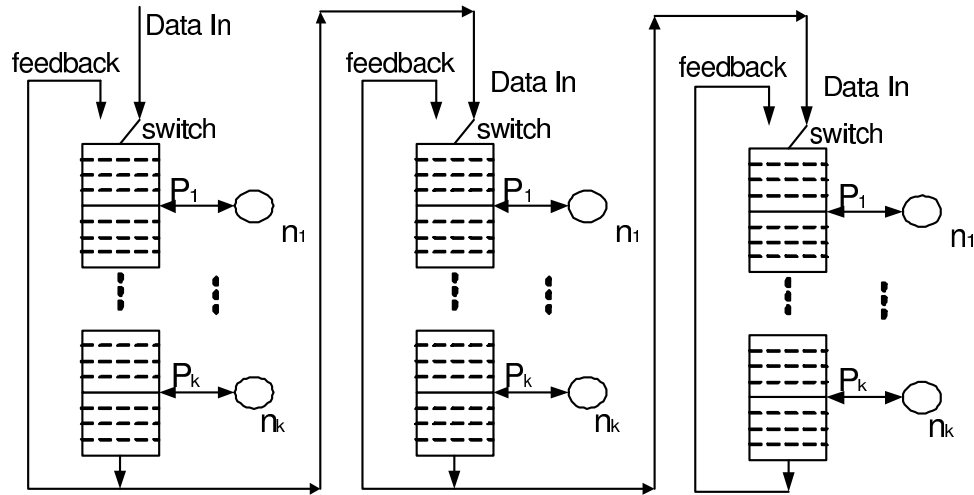 Data In
feedback
switch
P1
n1
Pk
nk
feedback
Data In
switch
P1
n1
Pk
nk
feedback
Data In
switch
P1
n1
Pk
nk